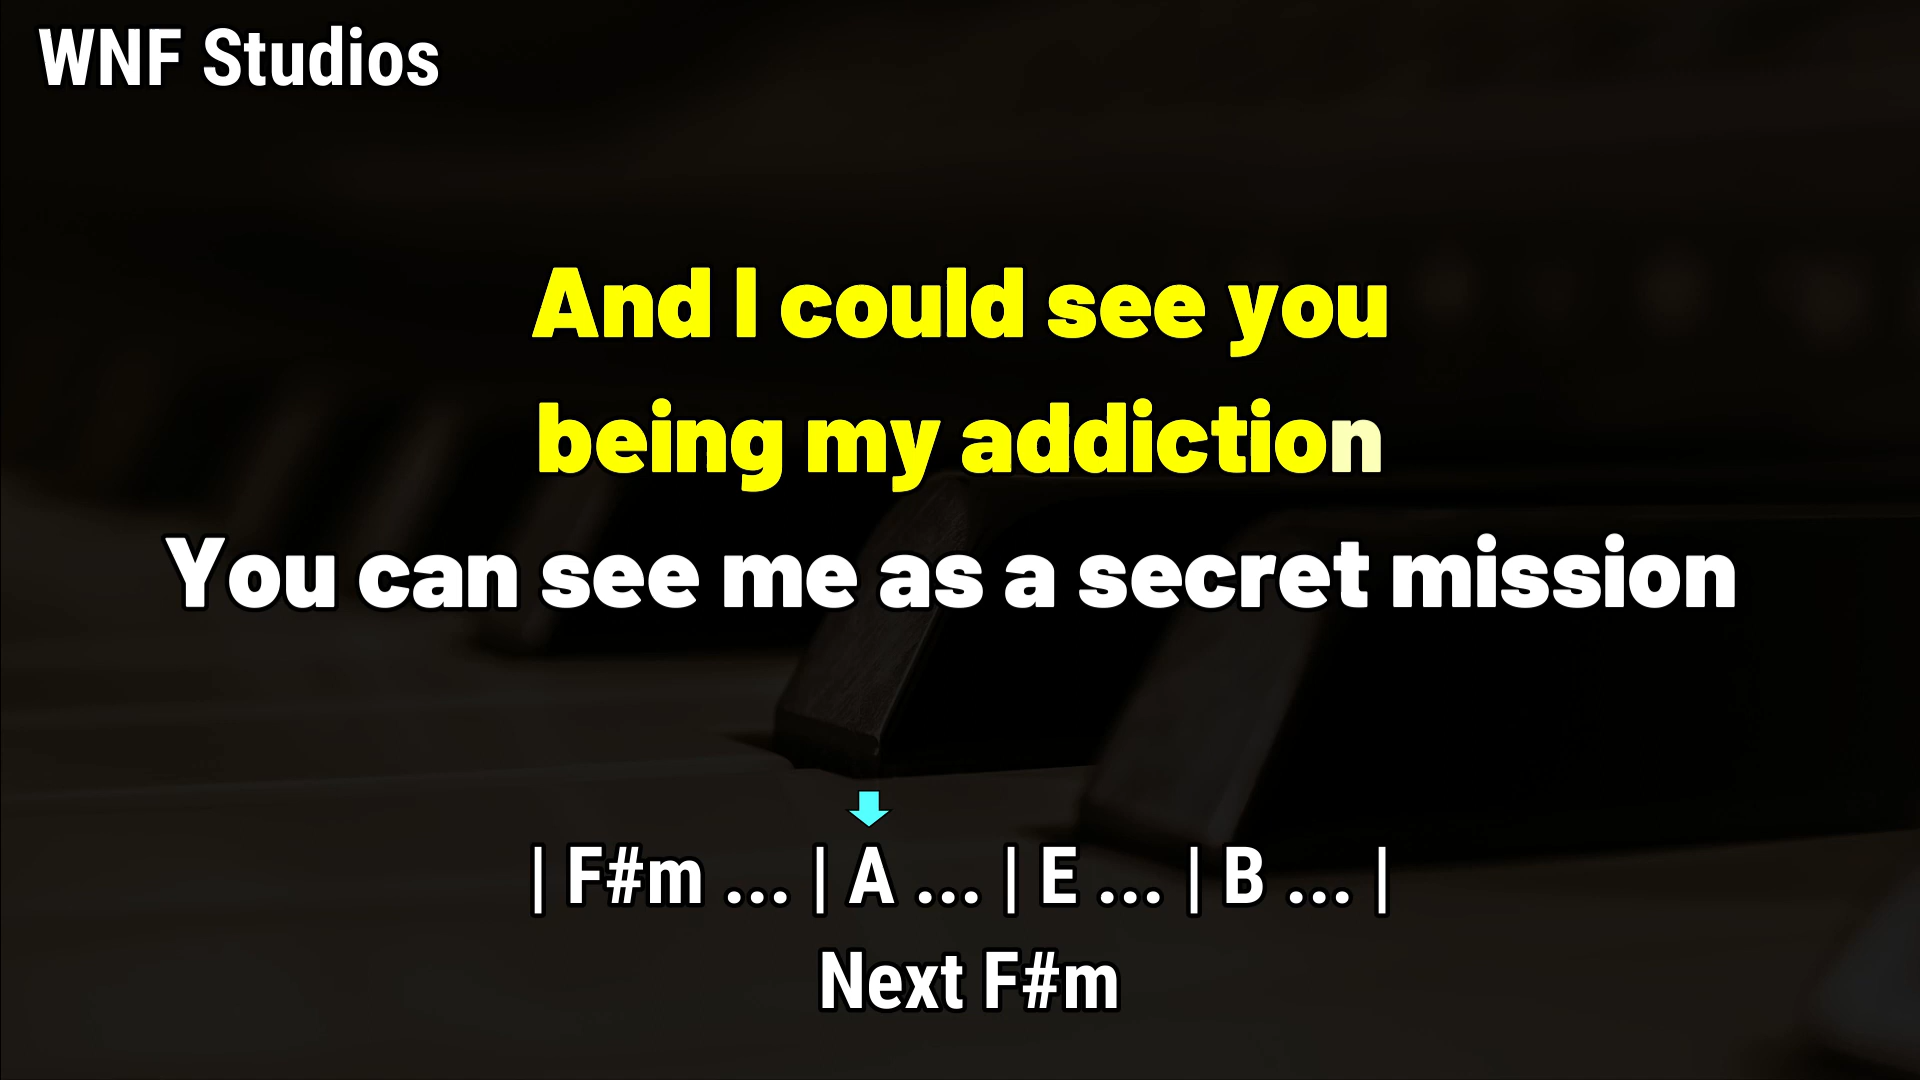 WNF Studios
And I could see you
being my addiction
You can see me as a secret mission
| F#m ... | A ... | E ... | B ... |
Next F#m